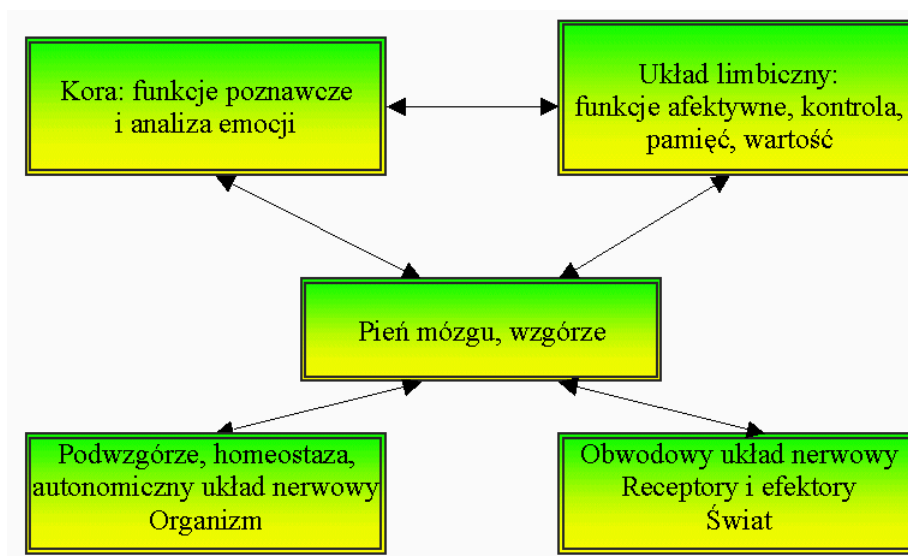 Kora: funkcje poznawcze
i analiza emocji
Układ limbiczny:
funkcje afektywne, kontrola,
pamięć, wartość
Pień mózgu, wzgórze
Podwzgórze, homeostaza,
autonomiczny układ nerwowy
Organizm
Obwodowy układ nerwowy
Receptory i efektory
Świat